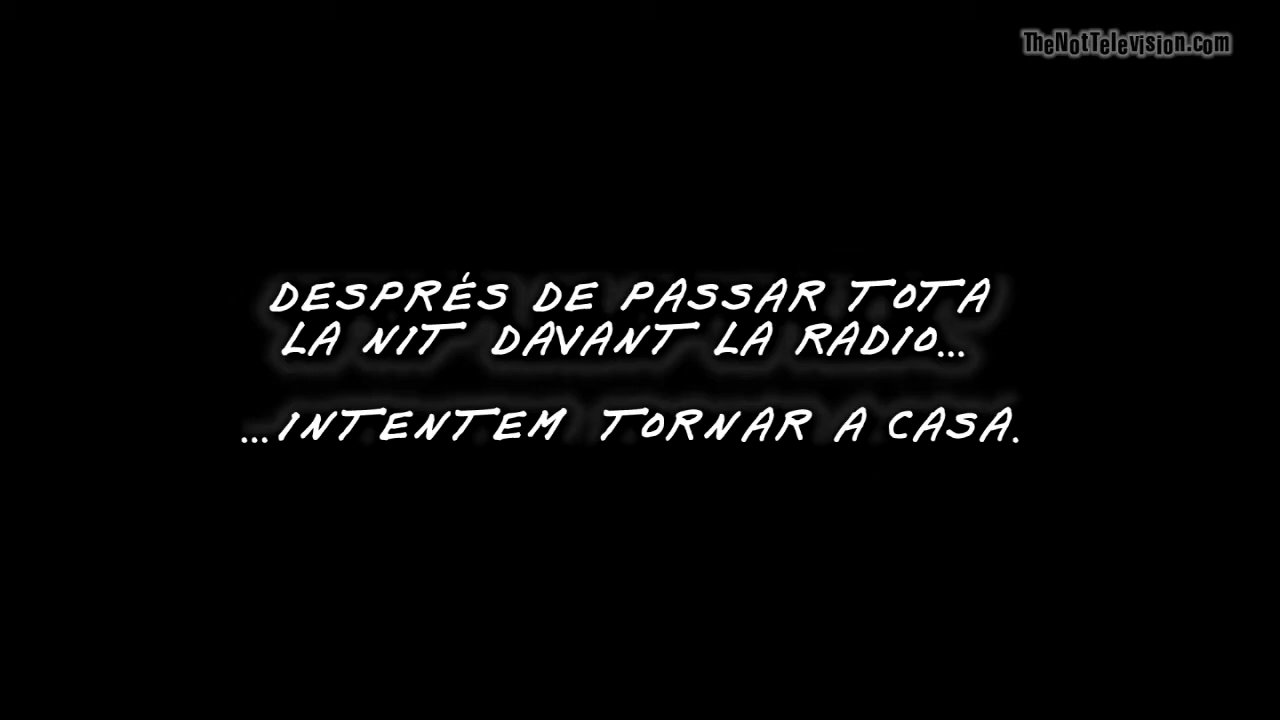 TheNotTelevision.com
DESPRÉS DE PASSAR TOTA
LA NIT DAVANT LA RADIO...
...INTENTEM TORNAR A CASA.